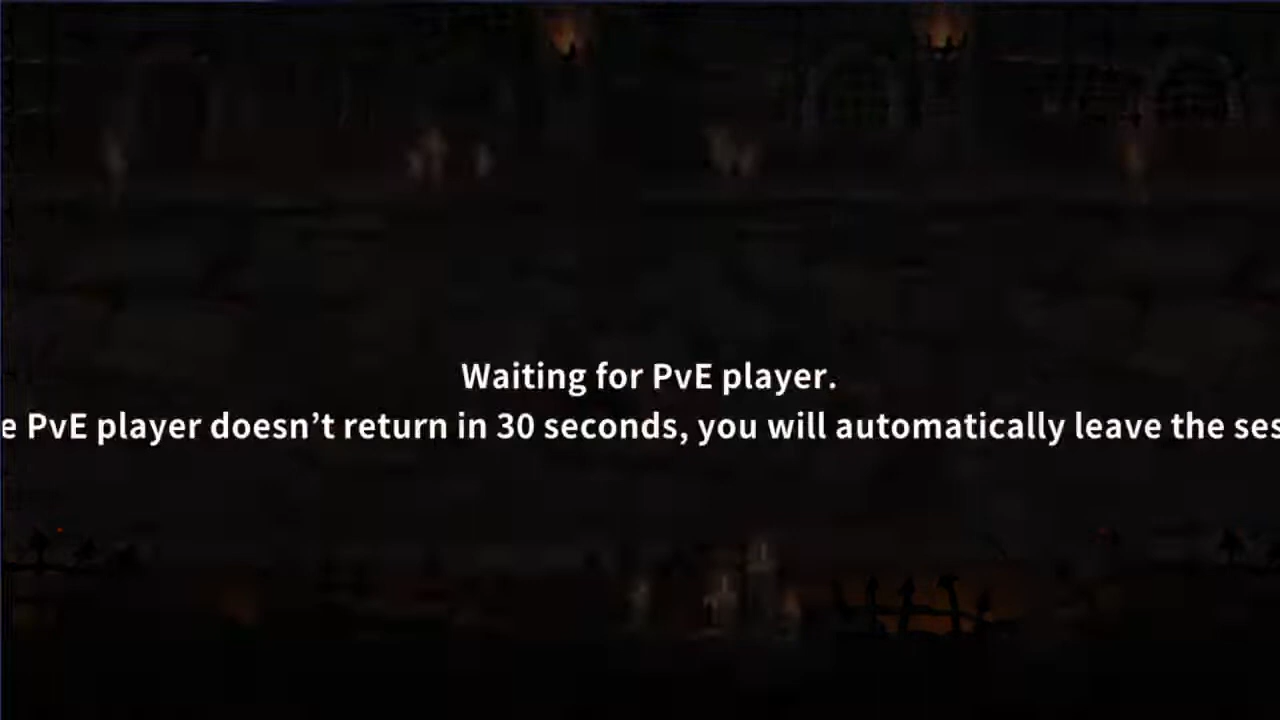 Waiting for PvE player.
e PvE player doesn’t return in 30 seconds, you will automatically leave the ses